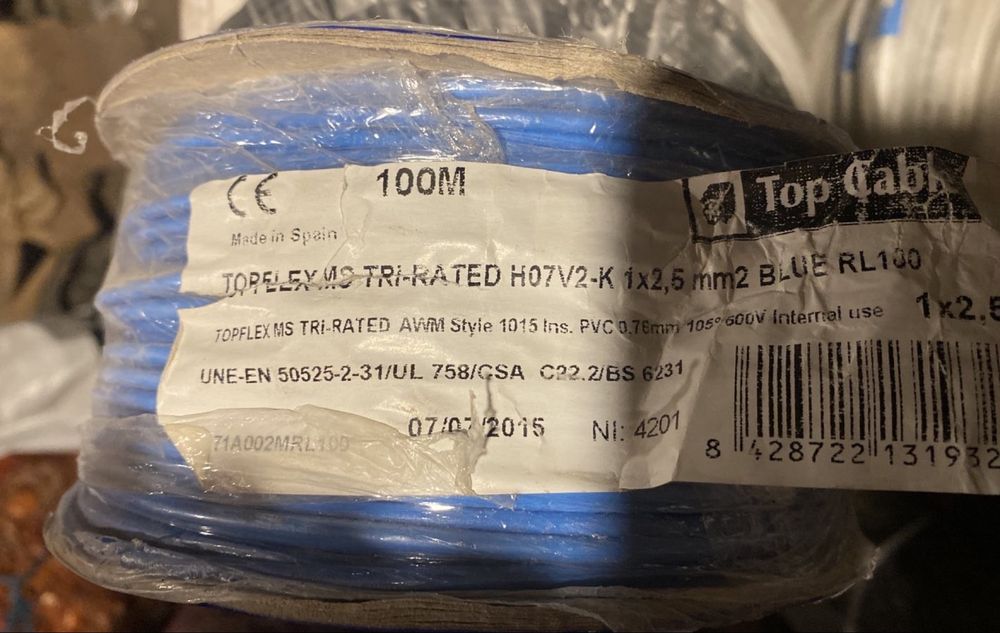 CE 100M
Top Cable
Made in Spain
TOPFLEX MS TRI-RATED H07V2-K 1x2,5 mm2 BLUE RL100
TOPFLEX MS TRI-RATED AWM Style 1015 Ins. PVC 0.76mm 105° 600V Internal use
1x2,5
UNE-EN 50525-2-31/UL 758/CSA C22.2/BS 6231
07/07/2015 NI: 4201
71A002MRL100
8 428722 131932